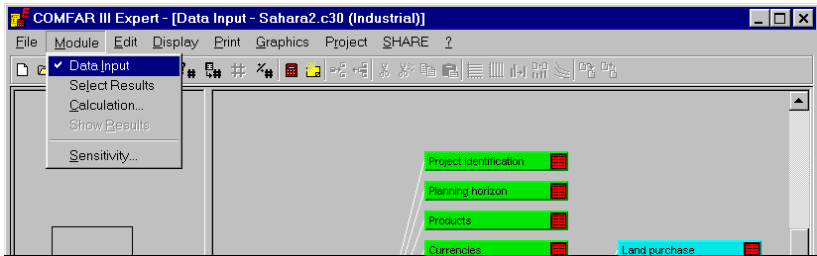 COMFAR III Expert - [Data Input - Sahara2.c30 (Industrial)]
File Module Edit Display Print Graphics Project SHARE ?
Data Input
Select Results
Calculation...
Show Results
Sensitivity...
Project identification
Planning horizon
Products
Currencies
Land purchase